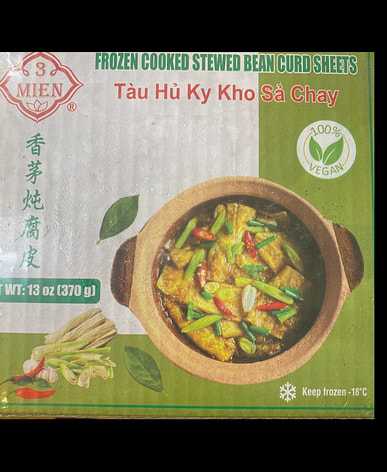 FROZEN COOKED STEWED BEAN CURD SHEETS
3
MIEN
®
Tàu Hủ Ky Kho Sả Chay
100%
VEGAN
香茅炖腐皮
T WT: 13 oz (370 g)
Keep frozen -18°C